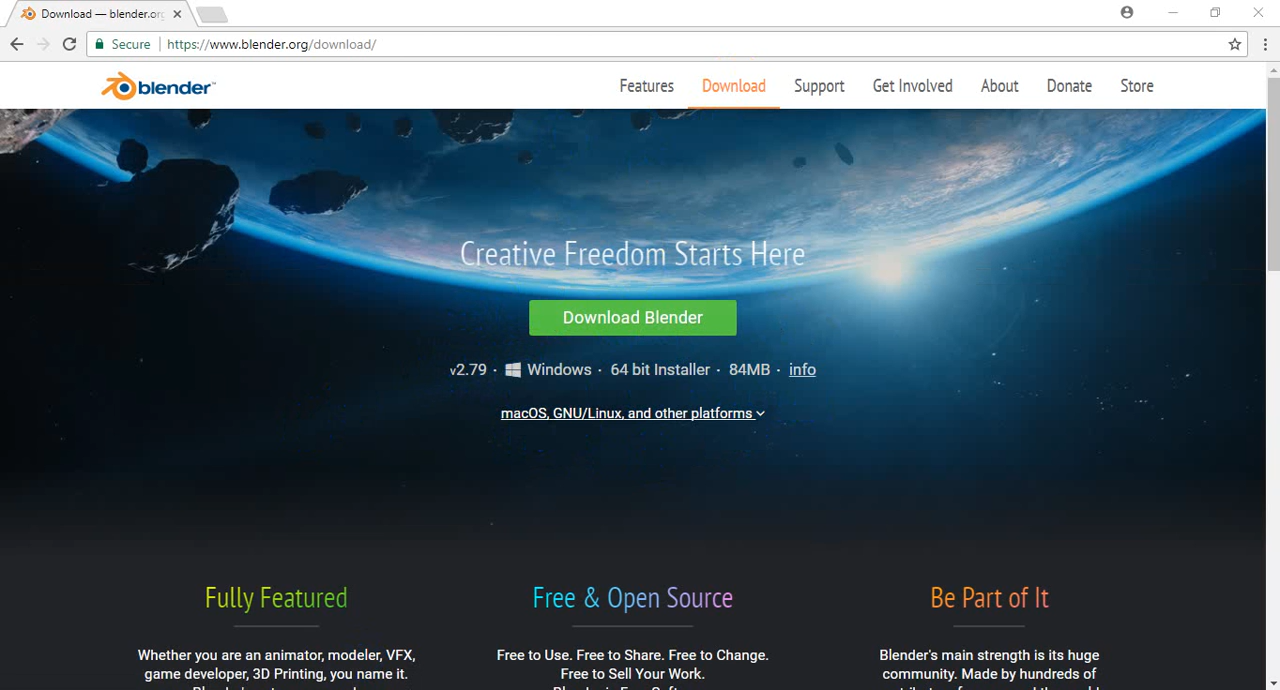 Download — blender.org
Secure
https://www.blender.org/download/
blender™
Features Download Support Get Involved About Donate Store
Creative Freedom Starts Here
Download Blender
v2.79 · Windows · 64 bit Installer · 84MB · info
macOS, GNU/Linux, and other platforms
Fully Featured
Whether you are an animator, modeler, VFX,
game developer, 3D Printing, you name it.
Free & Open Source
Free to Use. Free to Share. Free to Change.
Free to Sell Your Work.
Be Part of It
Blender's main strength is its huge
community. Made by hundreds of